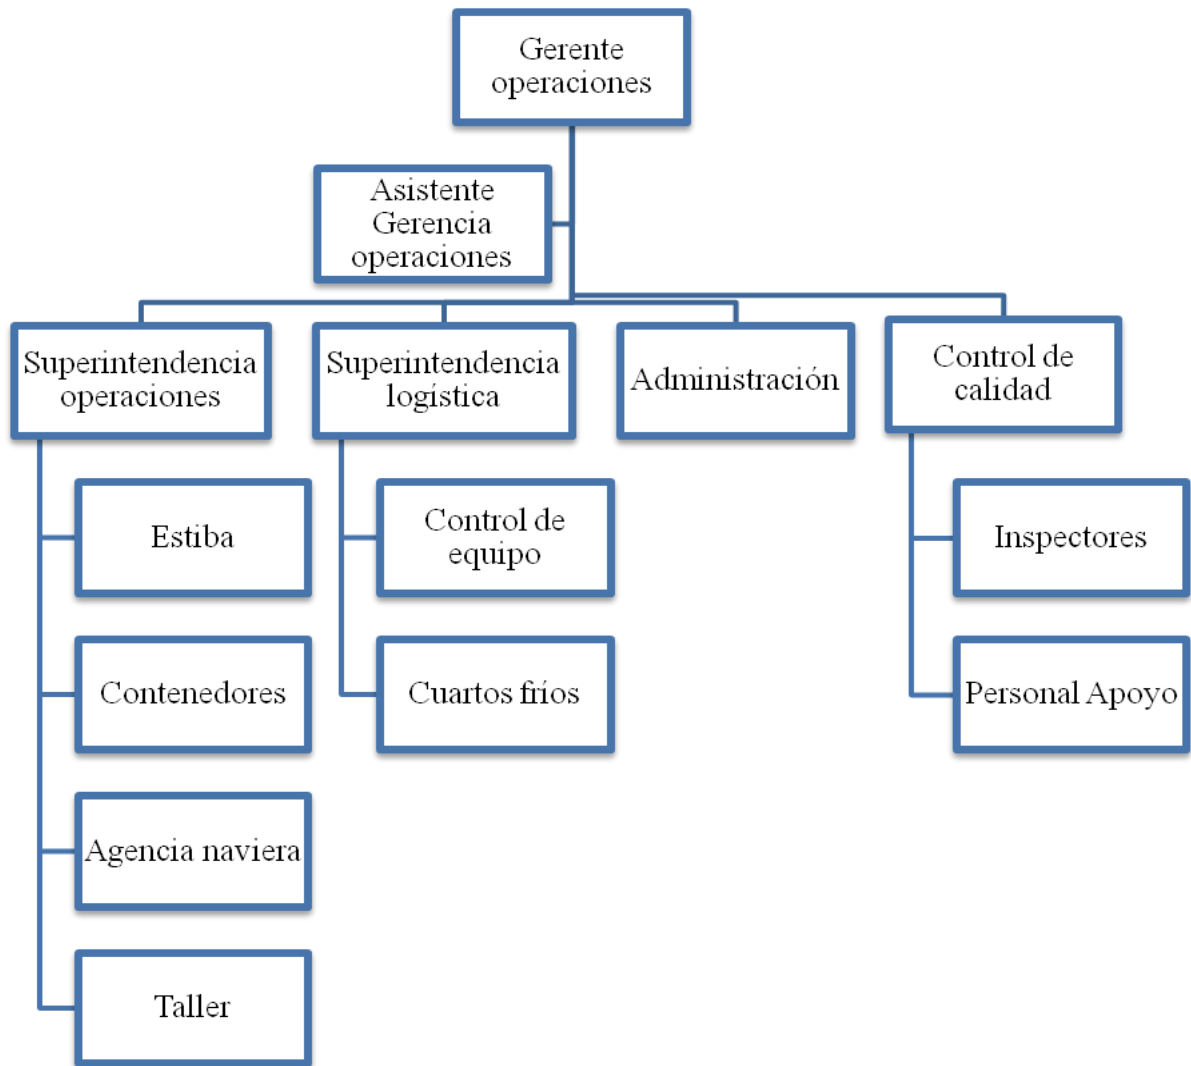 Gerente
operaciones
Asistente
Gerencia
operaciones
Superintendencia
operaciones
Superintendencia
logística
Administración
Control de
calidad
Estiba
Control de
equipo
Inspectores
Contenedores
Cuartos fríos
Personal Apoyo
Agencia naviera
Taller